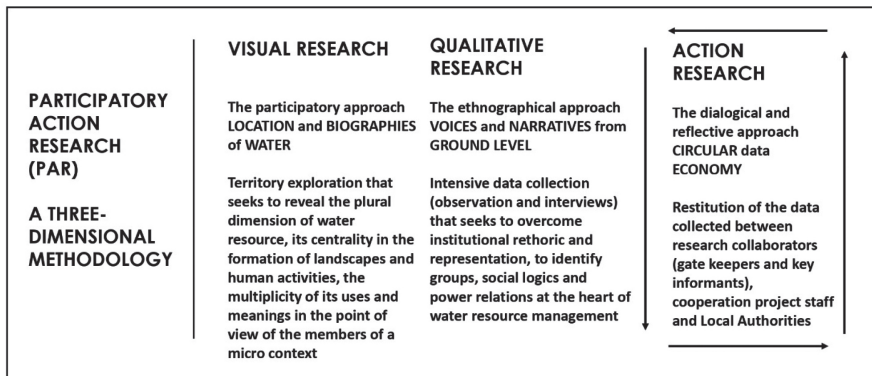 PARTICIPATORY
ACTION
RESEARCH
(PAR)
A THREE-
DIMENSIONAL
METHODOLOGY
VISUAL RESEARCH
The participatory approach
LOCATION and BIOGRAPHIES
of WATER
Territory exploration that
seeks to reveal the plural
dimension of water
resource, its centrality in the
formation of landscapes and
human activities, the
multiplicity of its uses and
meanings in the point of
view of the members of a
micro context
QUALITATIVE
RESEARCH
The ethnographical approach
VOICES and NARRATIVES from
GROUND LEVEL
Intensive data collection
(observation and interviews)
that seeks to overcome
institutional rethoric and
representation, to identify
groups, social logics and
power relations at the heart of
water resource management
ACTION
RESEARCH
The dialogical and
reflective approach
CIRCULAR data
ECONOMY
Restitution of the data
collected between
research collaborators
(gate keepers and key
informants),
cooperation project staff
and Local Authorities